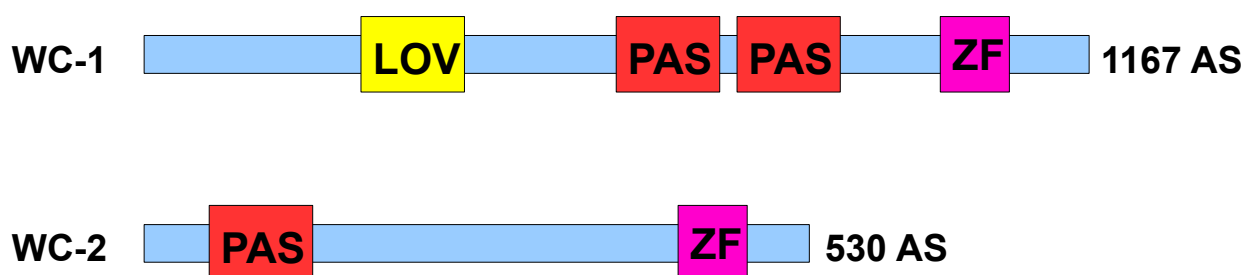 WC-1 LOV PAS PAS ZF 1167 AS
WC-2 PAS ZF 530 AS